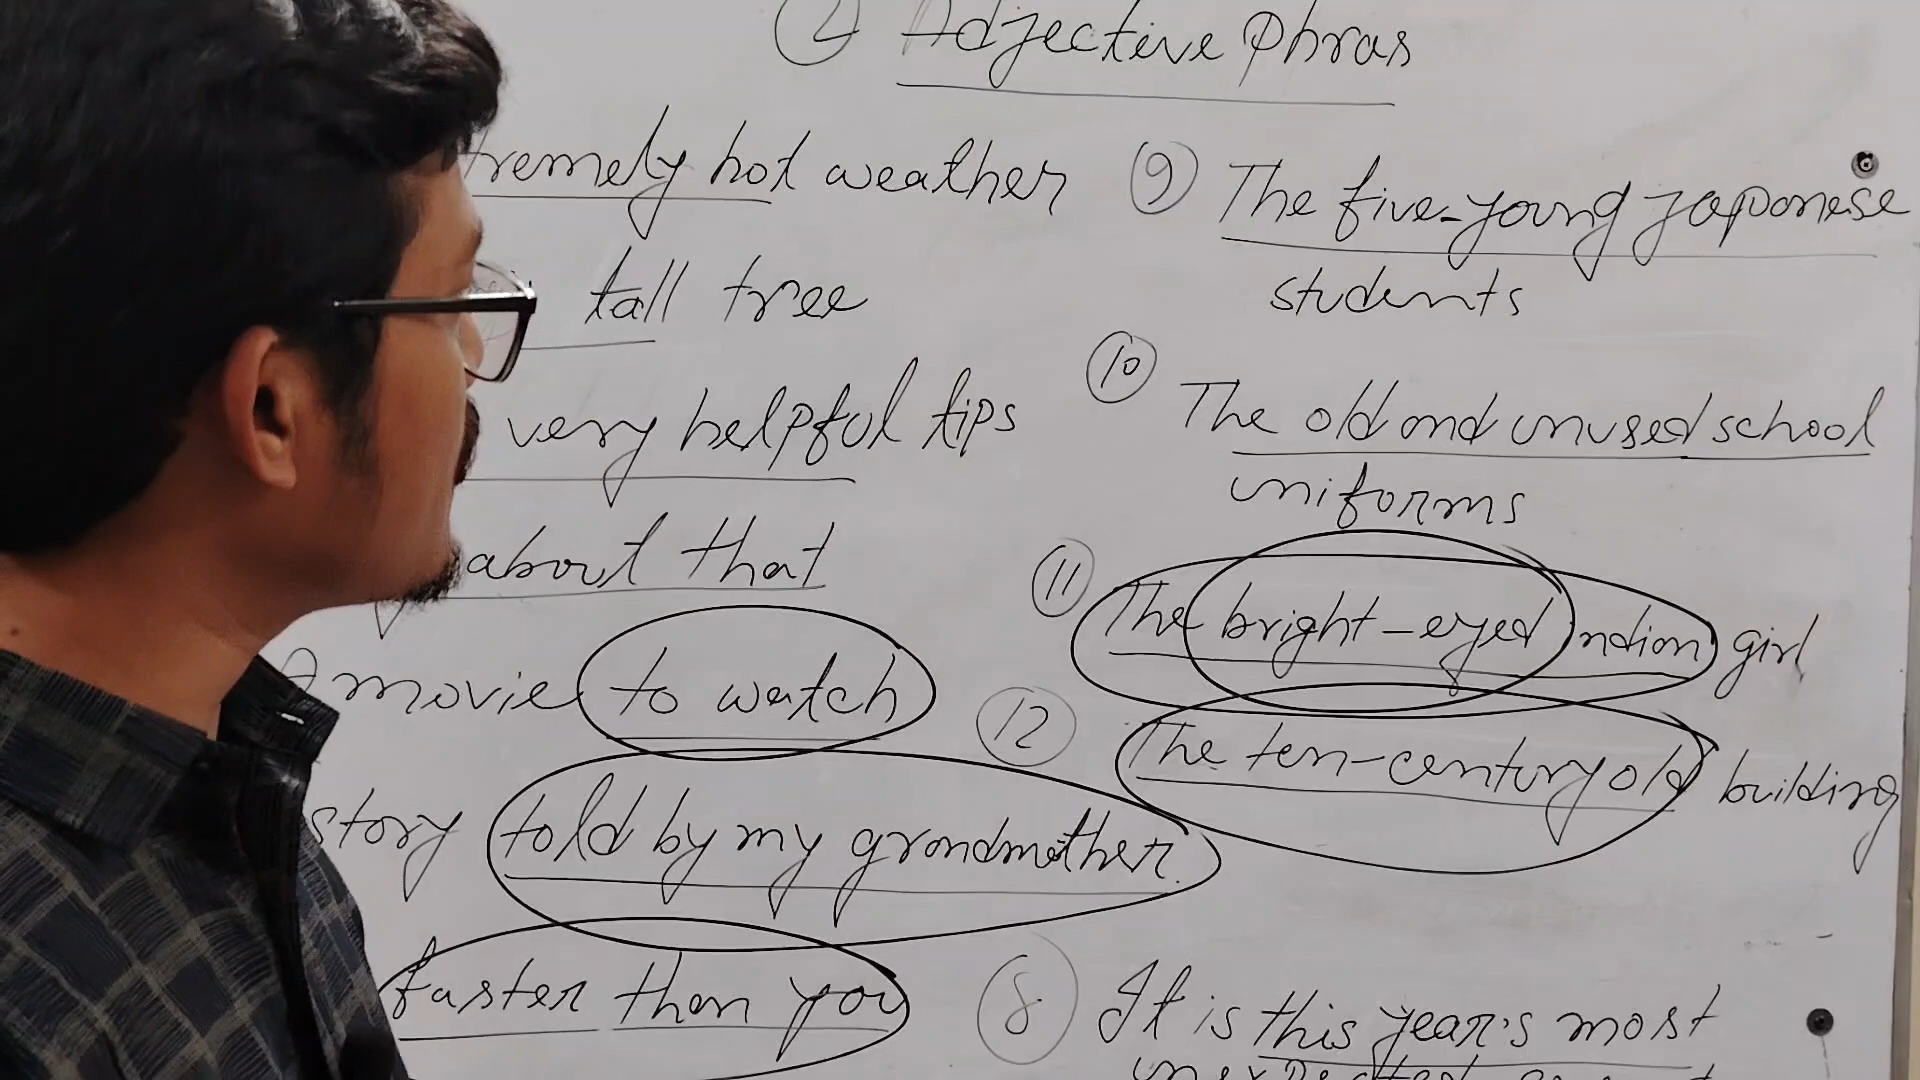 2 Adjective Phras
tremely hot weather
tall tree
very helpful tips
about that
A movie to watch
story told by my grandmother.
faster than you
9 The five-young Japanese
students
10 The old and unused school
uniforms
11 The bright-eyed Indian girl
12 The ten-century old building
8 It is this year's most